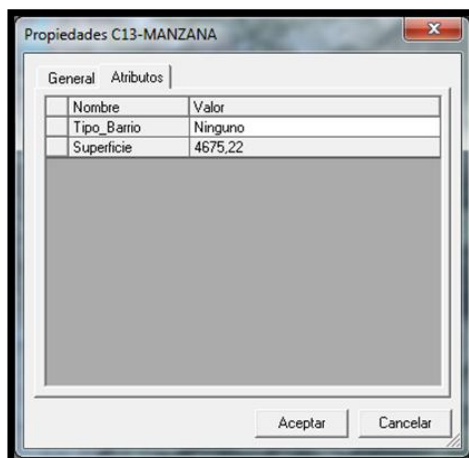 Propiedades C13-MANZANA
General Atributos
Nombre Valor
Tipo_Barrio Ninguno
Superficie 4675,22
Aceptar Cancelar